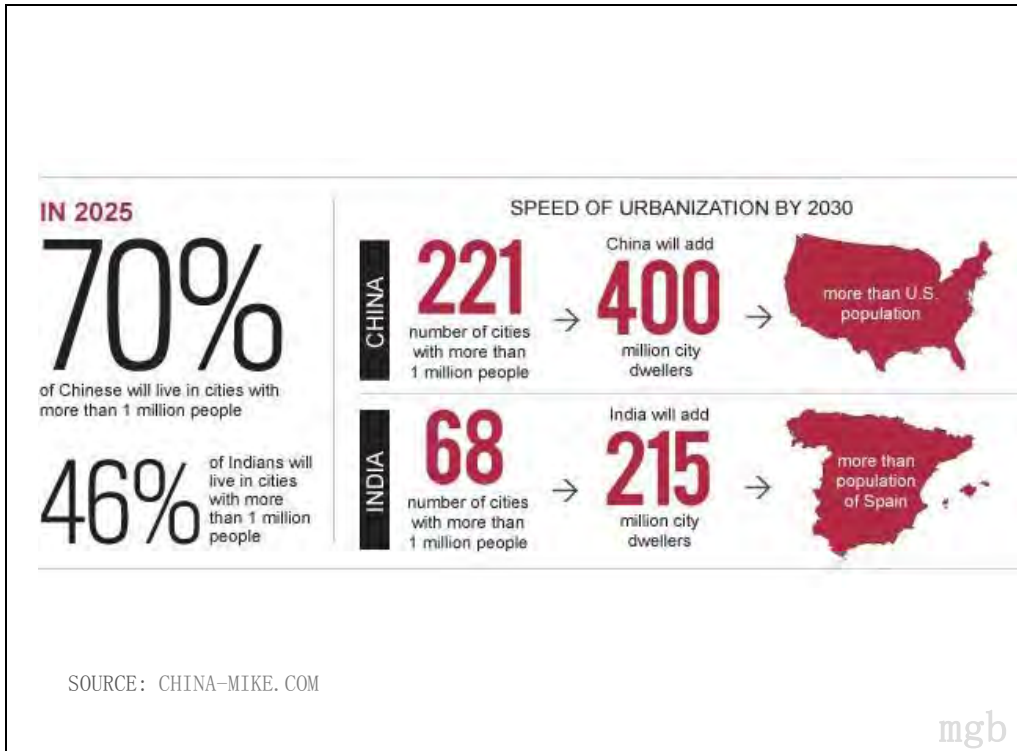 IN 2025
70%
of Chinese will live in cities with
more than 1 million people
46%
of Indians will
live in cities
with more
than 1 million
people
SPEED OF URBANIZATION BY 2030
CHINA
221
number of cities
with more than
1 million people
China will add
400
million city
dwellers
more than U.S.
population
INDIA
68
number of cities
with more than
1 million people
India will add
215
million city
dwellers
more than
population
of Spain
SOURCE: CHINA-MIKE.COM
mgb